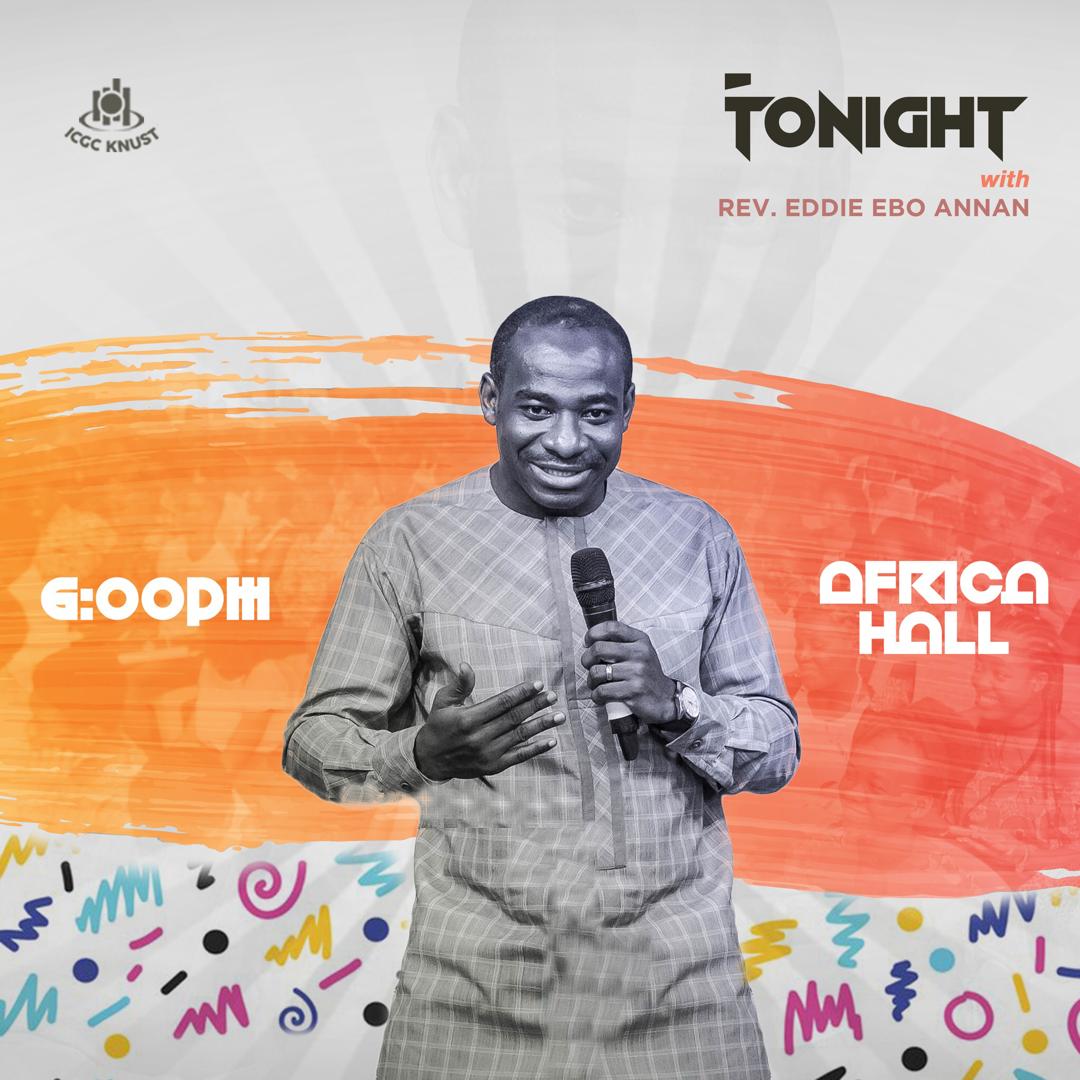 ICGC KNUST
TONIGHT
with
REV. EDDIE EBO ANNAN
6:00PM
AFRICA
HALL